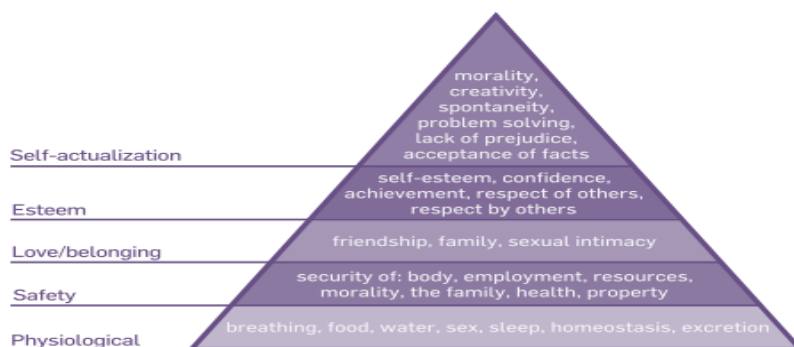 morality,
creativity,
spontaneity,
problem solving,
lack of prejudice,
acceptance of facts
Self-actualization
self-esteem, confidence,
achievement, respect of others,
respect by others
Esteem
friendship, family, sexual intimacy
Love/belonging
security of: body, employment, resources,
morality, the family, health, property
Safety
breathing, food, water, sex, sleep, homeostasis, excretion
Physiological